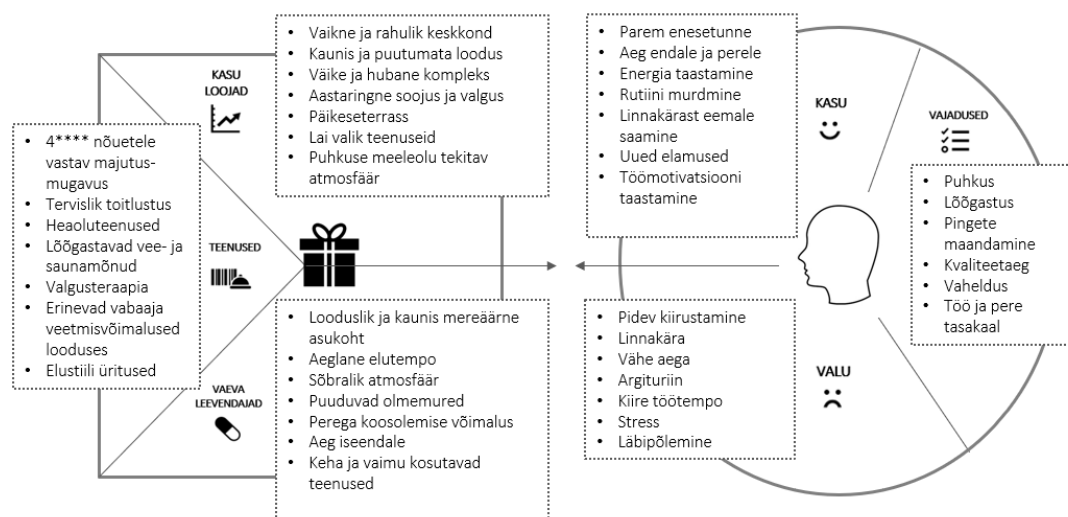 KASU
LOOJAD
• Vaikne ja rahulik keskkond
• Kaunis ja puutumata loodus
• Väike ja hubane kompleks
• Aastaringne soojus ja valgus
• Päikeseterrass
• Lai valik teenuseid
• Puhkuse meeleolu tekitav
atmosfäär
• 4**** nõuetele
vastav majutus-
mugavus
• Tervislik toitlustus
• Heaoluteenused
• Lõõgastavad vee- ja
saunamõnud
• Valgusteraapia
• Erinevad vabaaja
veetmisvõimalused
looduses
• Elustiili üritused
TEENUSED
VAEVA
LEEVENDAJAD
• Looduslik ja kaunis mereäärne
asukoht
• Aeglane elutempo
• Sõbralik atmosfäär
• Puuduvad olmemured
• Perega koosolemise võimalus
• Aeg iseendale
• Keha ja vaimu kosutavad
teenused
• Parem enesetunne
• Aeg endale ja perele
• Energia taastamine
• Rutiini murdmine
• Linnakärast eemale
saamine
• Uued elamused
• Töömotivatsiooni
taastamine
KASU
VAJADUSED
• Puhkus
• Lõõgastus
• Pingete
maandamine
• Kvaliteetaeg
• Vaheldus
• Töö ja pere
tasakaal
• Pidev kiirustamine
• Linnakära
• Vähe aega
• Argituriin
• Kiire töötempo
• Stress
• Läbipõlemine
VALU